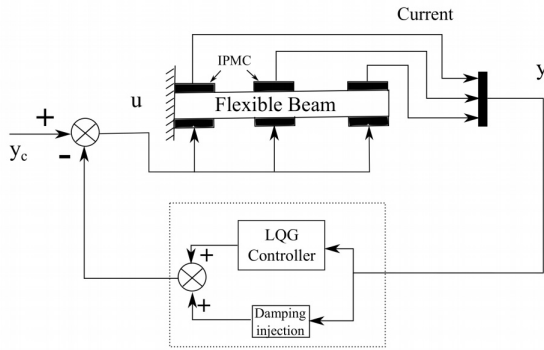 Current
IPMC
y
u
Flexible Beam
+
-
y_c
LQG
Controller
+
+
Damping
injection